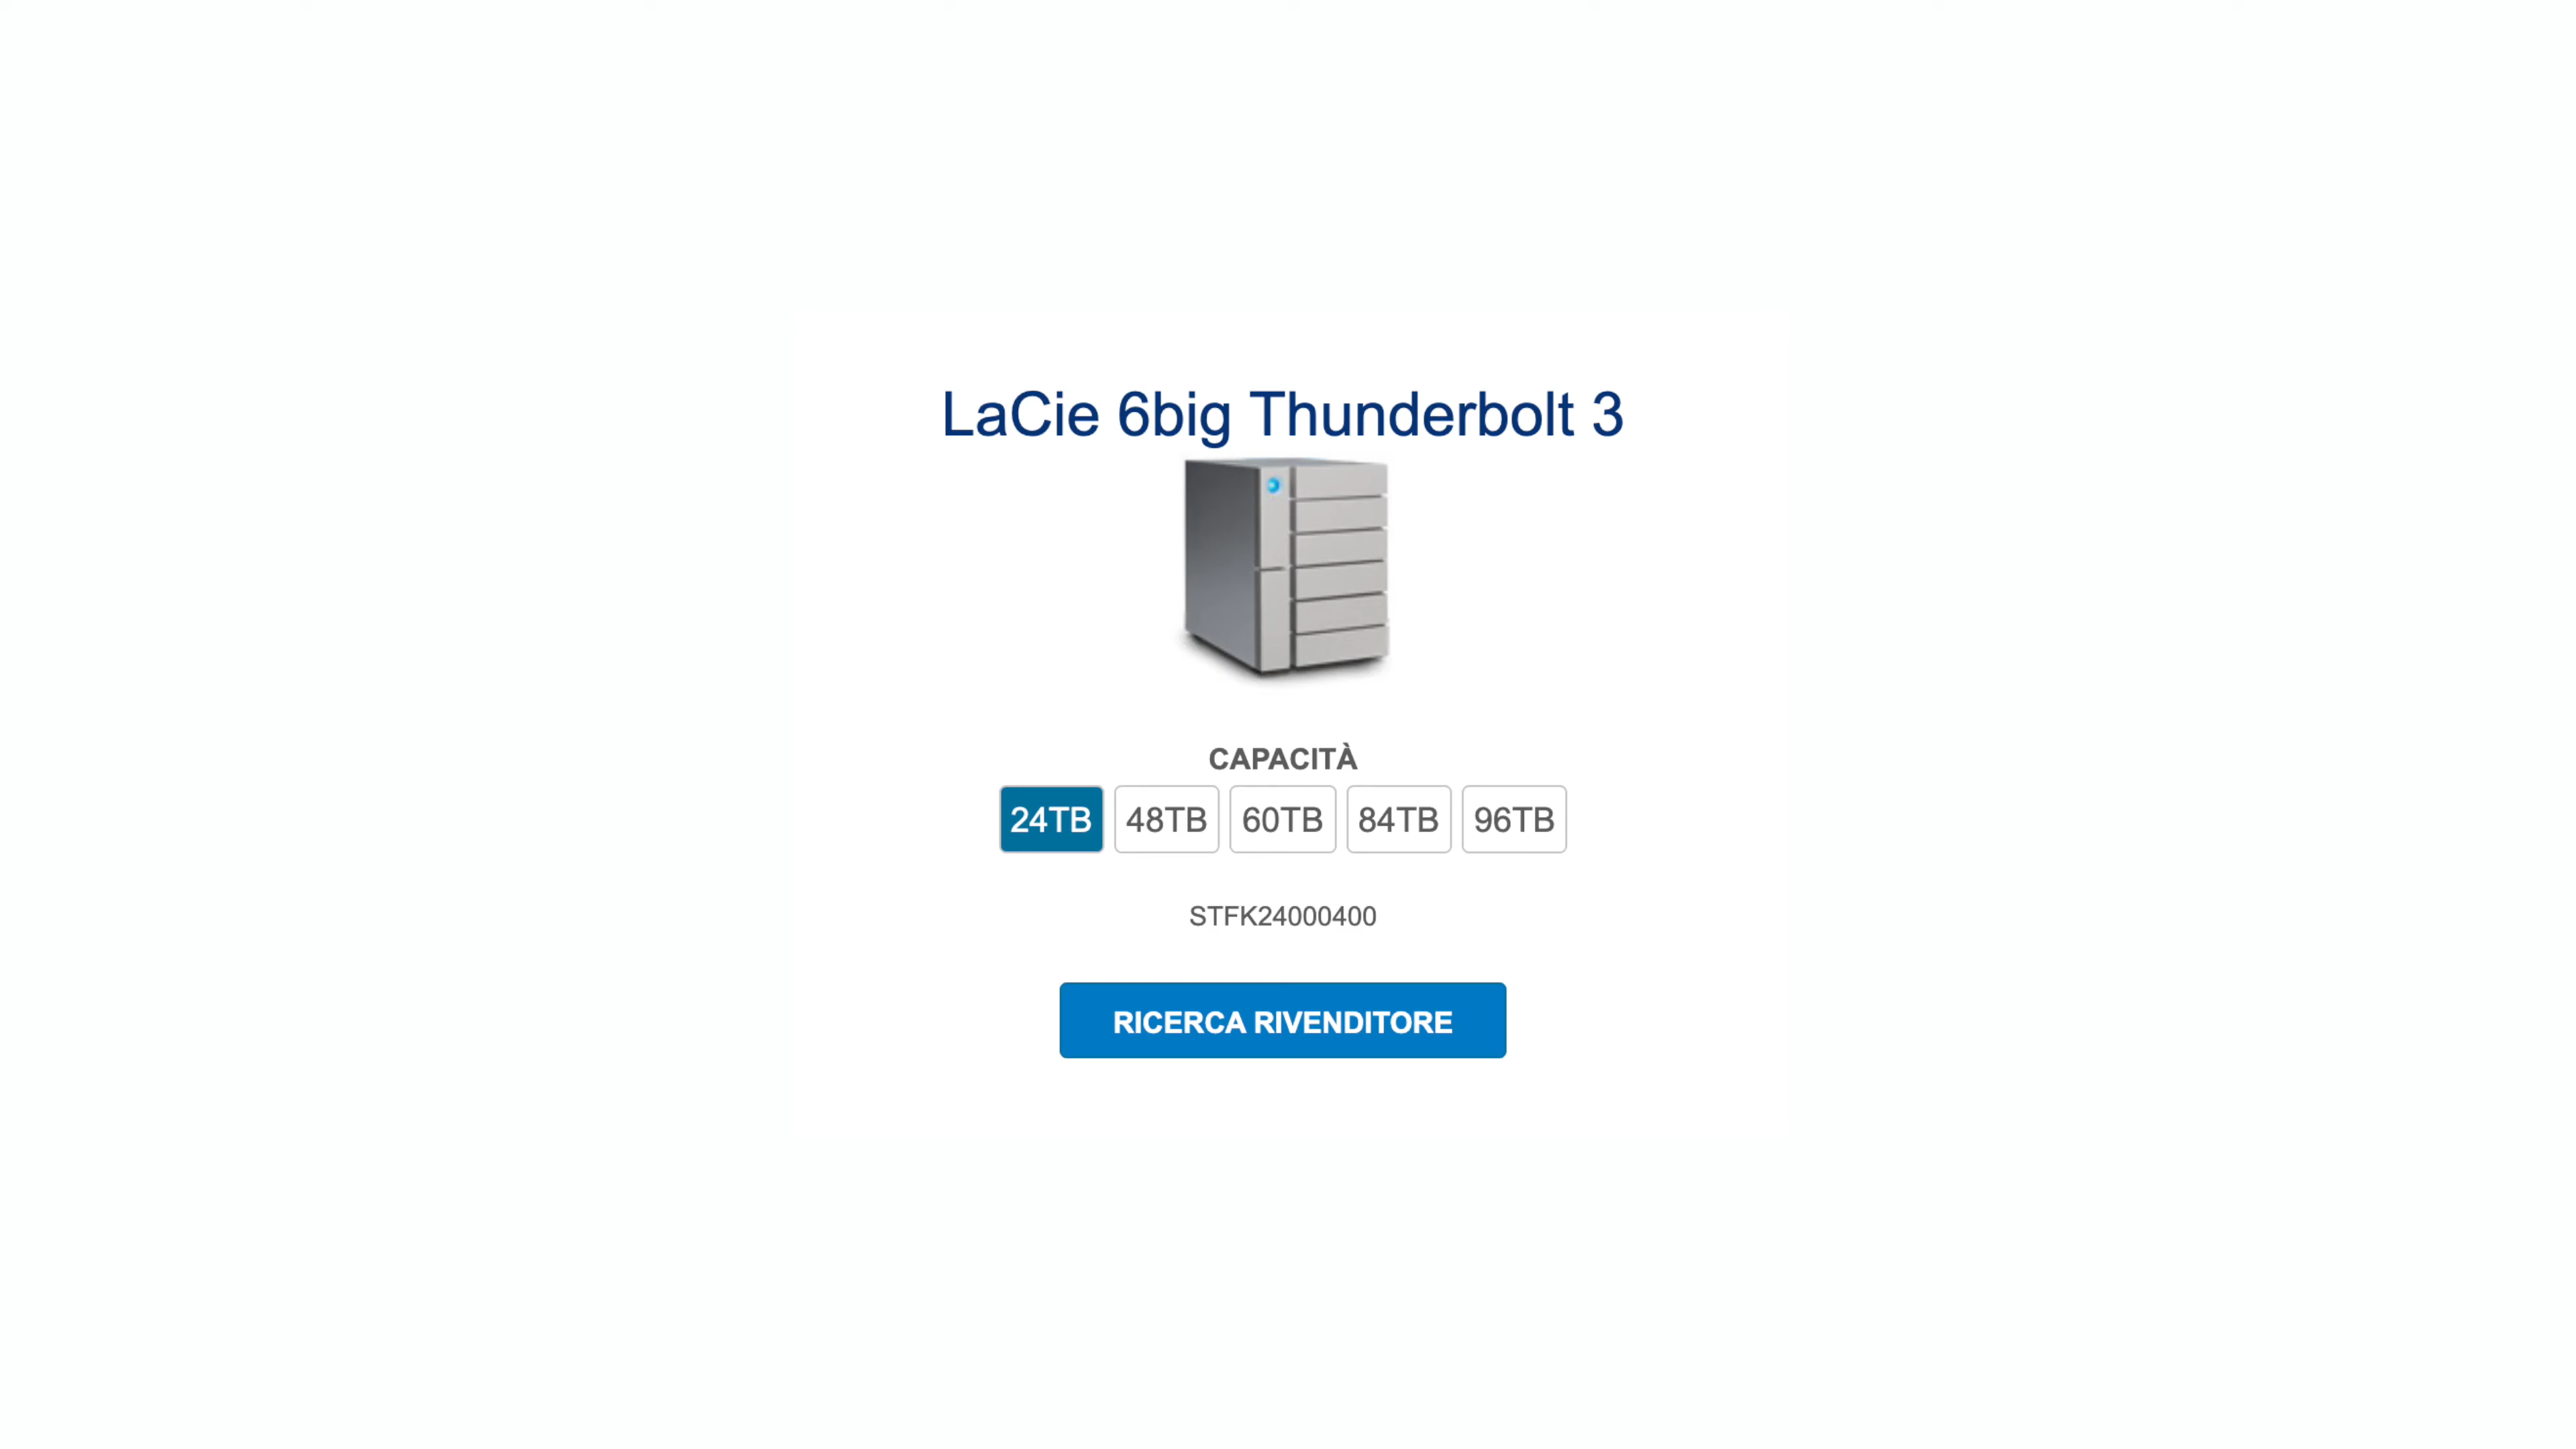 LaCie 6big Thunderbolt 3
CAPACITÀ
24TB 48TB 60TB 84TB 96TB
STFK24000400
RICERCA RIVENDITORE